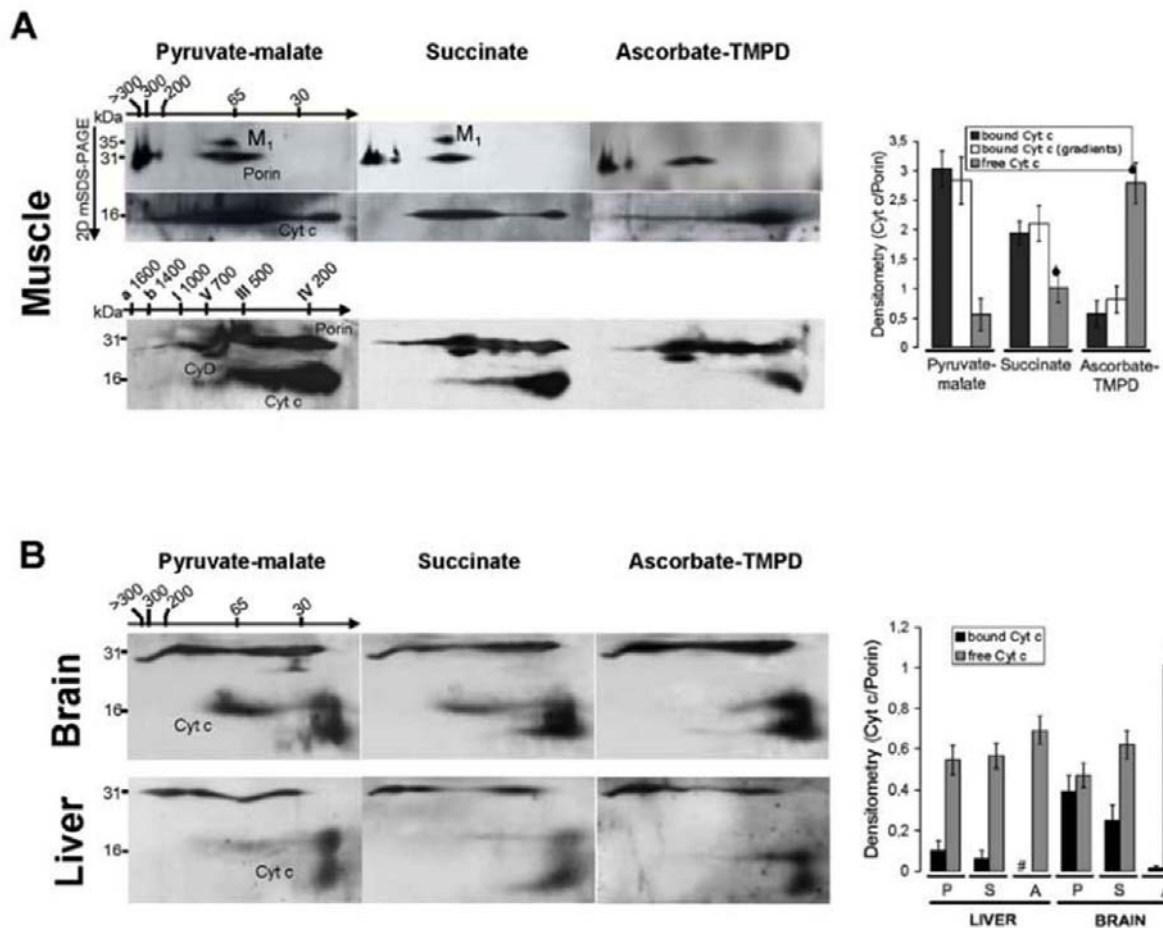 A
Pyruvate-malate Succinate Ascorbate-TMPD
>300 300 200 65 30
kDa
35
31
M1 M1
Porin
16
Cyt c
2D mSDS-PAGE
Muscle
a 1600 b 1400 I 1000 V 700 III 500 IV 200
kDa
31
Porin
CyD
16
Cyt c
bound Cyt c
bound Cyt c (gradients)
free Cyt c
Densitometry (Cyt c/Porin)
3,5
3
2,5
2
1,5
1
0,5
0
Pyruvate-malate Succinate Ascorbate-TMPD
B
Pyruvate-malate Succinate Ascorbate-TMPD
>300 300 200 65 30
31
16
Cyt c
Brain
31
16
Cyt c
Liver
bound Cyt c
free Cyt c
Densitometry (Cyt c/Porin)
1,2
1
0,8
0,6
0,4
0,2
0
#
P S A P S A
LIVER BRAIN